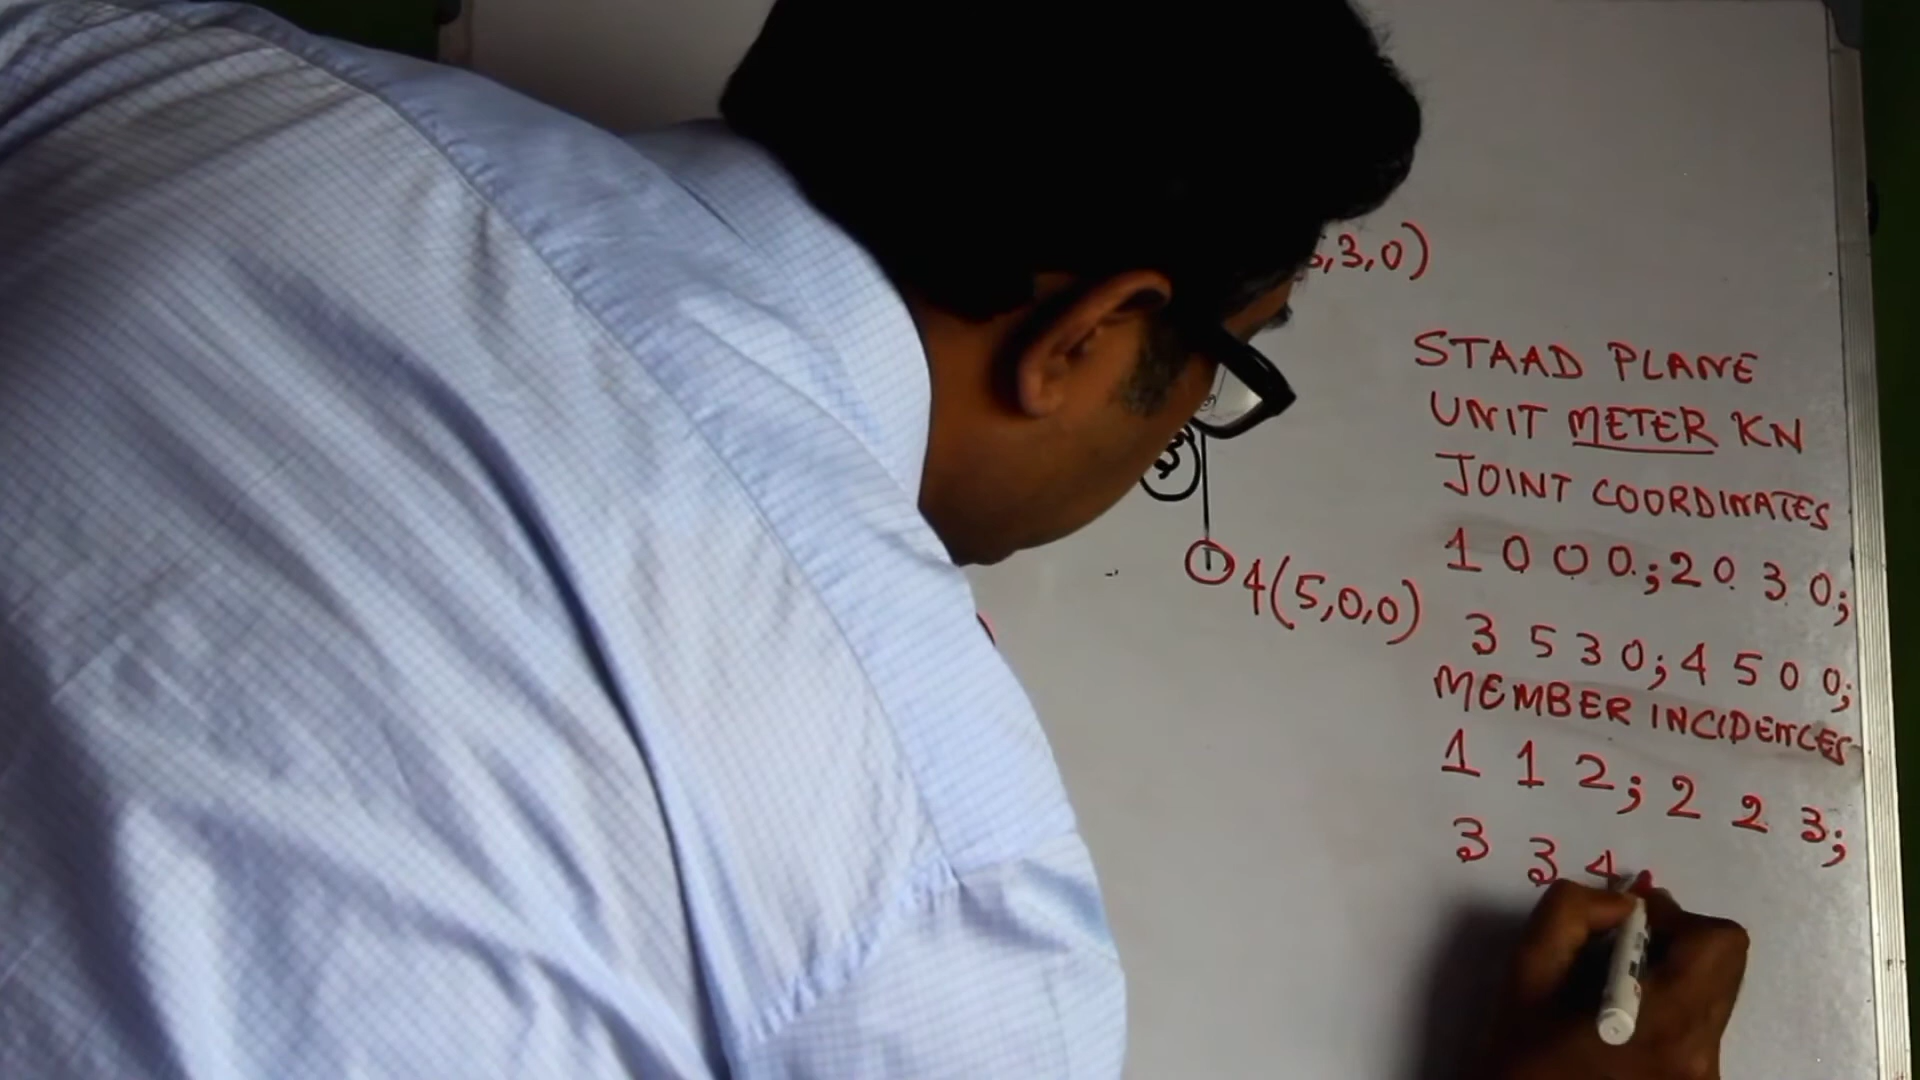 ,3,0)
STAAD PLANE
UNIT METER KN
JOINT COORDINATES
1 0 0 0.;2 0 3 0;
3
4(5,0,0)
3 5 3 0;4 5 0 0;
MEMBER INCIDENCES
1 1 2;2 2 3;
3 3 4